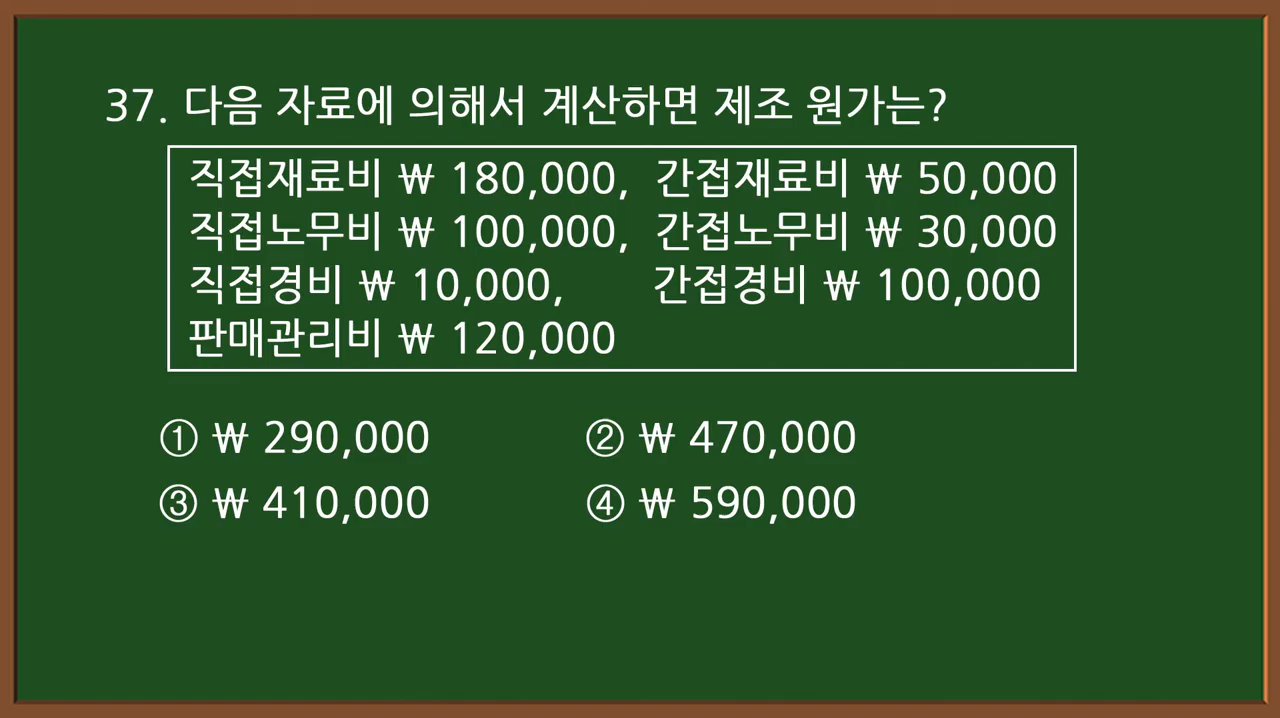 37. 다음 자료에 의해서 계산하면 제조 원가는?
직접재료비 ₩ 180,000, 간접재료비 ₩ 50,000
직접노무비 ₩ 100,000, 간접노무비 ₩ 30,000
직접경비 ₩ 10,000, 간접경비 ₩ 100,000
판매관리비 ₩ 120,000
① ₩ 290,000 ② ₩ 470,000
③ ₩ 410,000 ④ ₩ 590,000